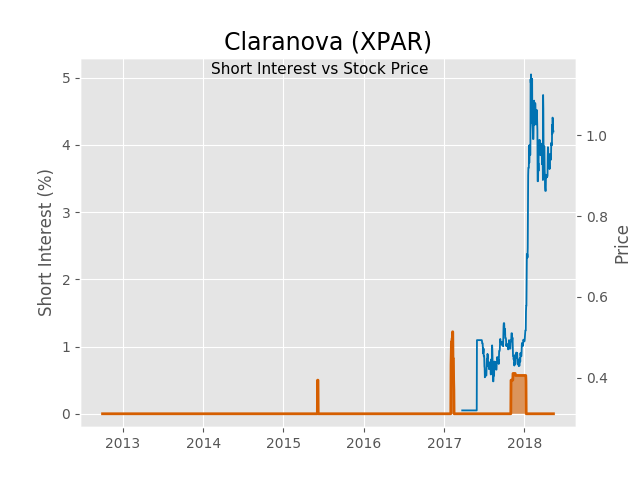 Claranova (XPAR)
Short Interest vs Stock Price
Short Interest (%)
5
4
3
2
1
0
1.0
0.8
0.6
0.4
Price
2013 2014 2015 2016 2017 2018